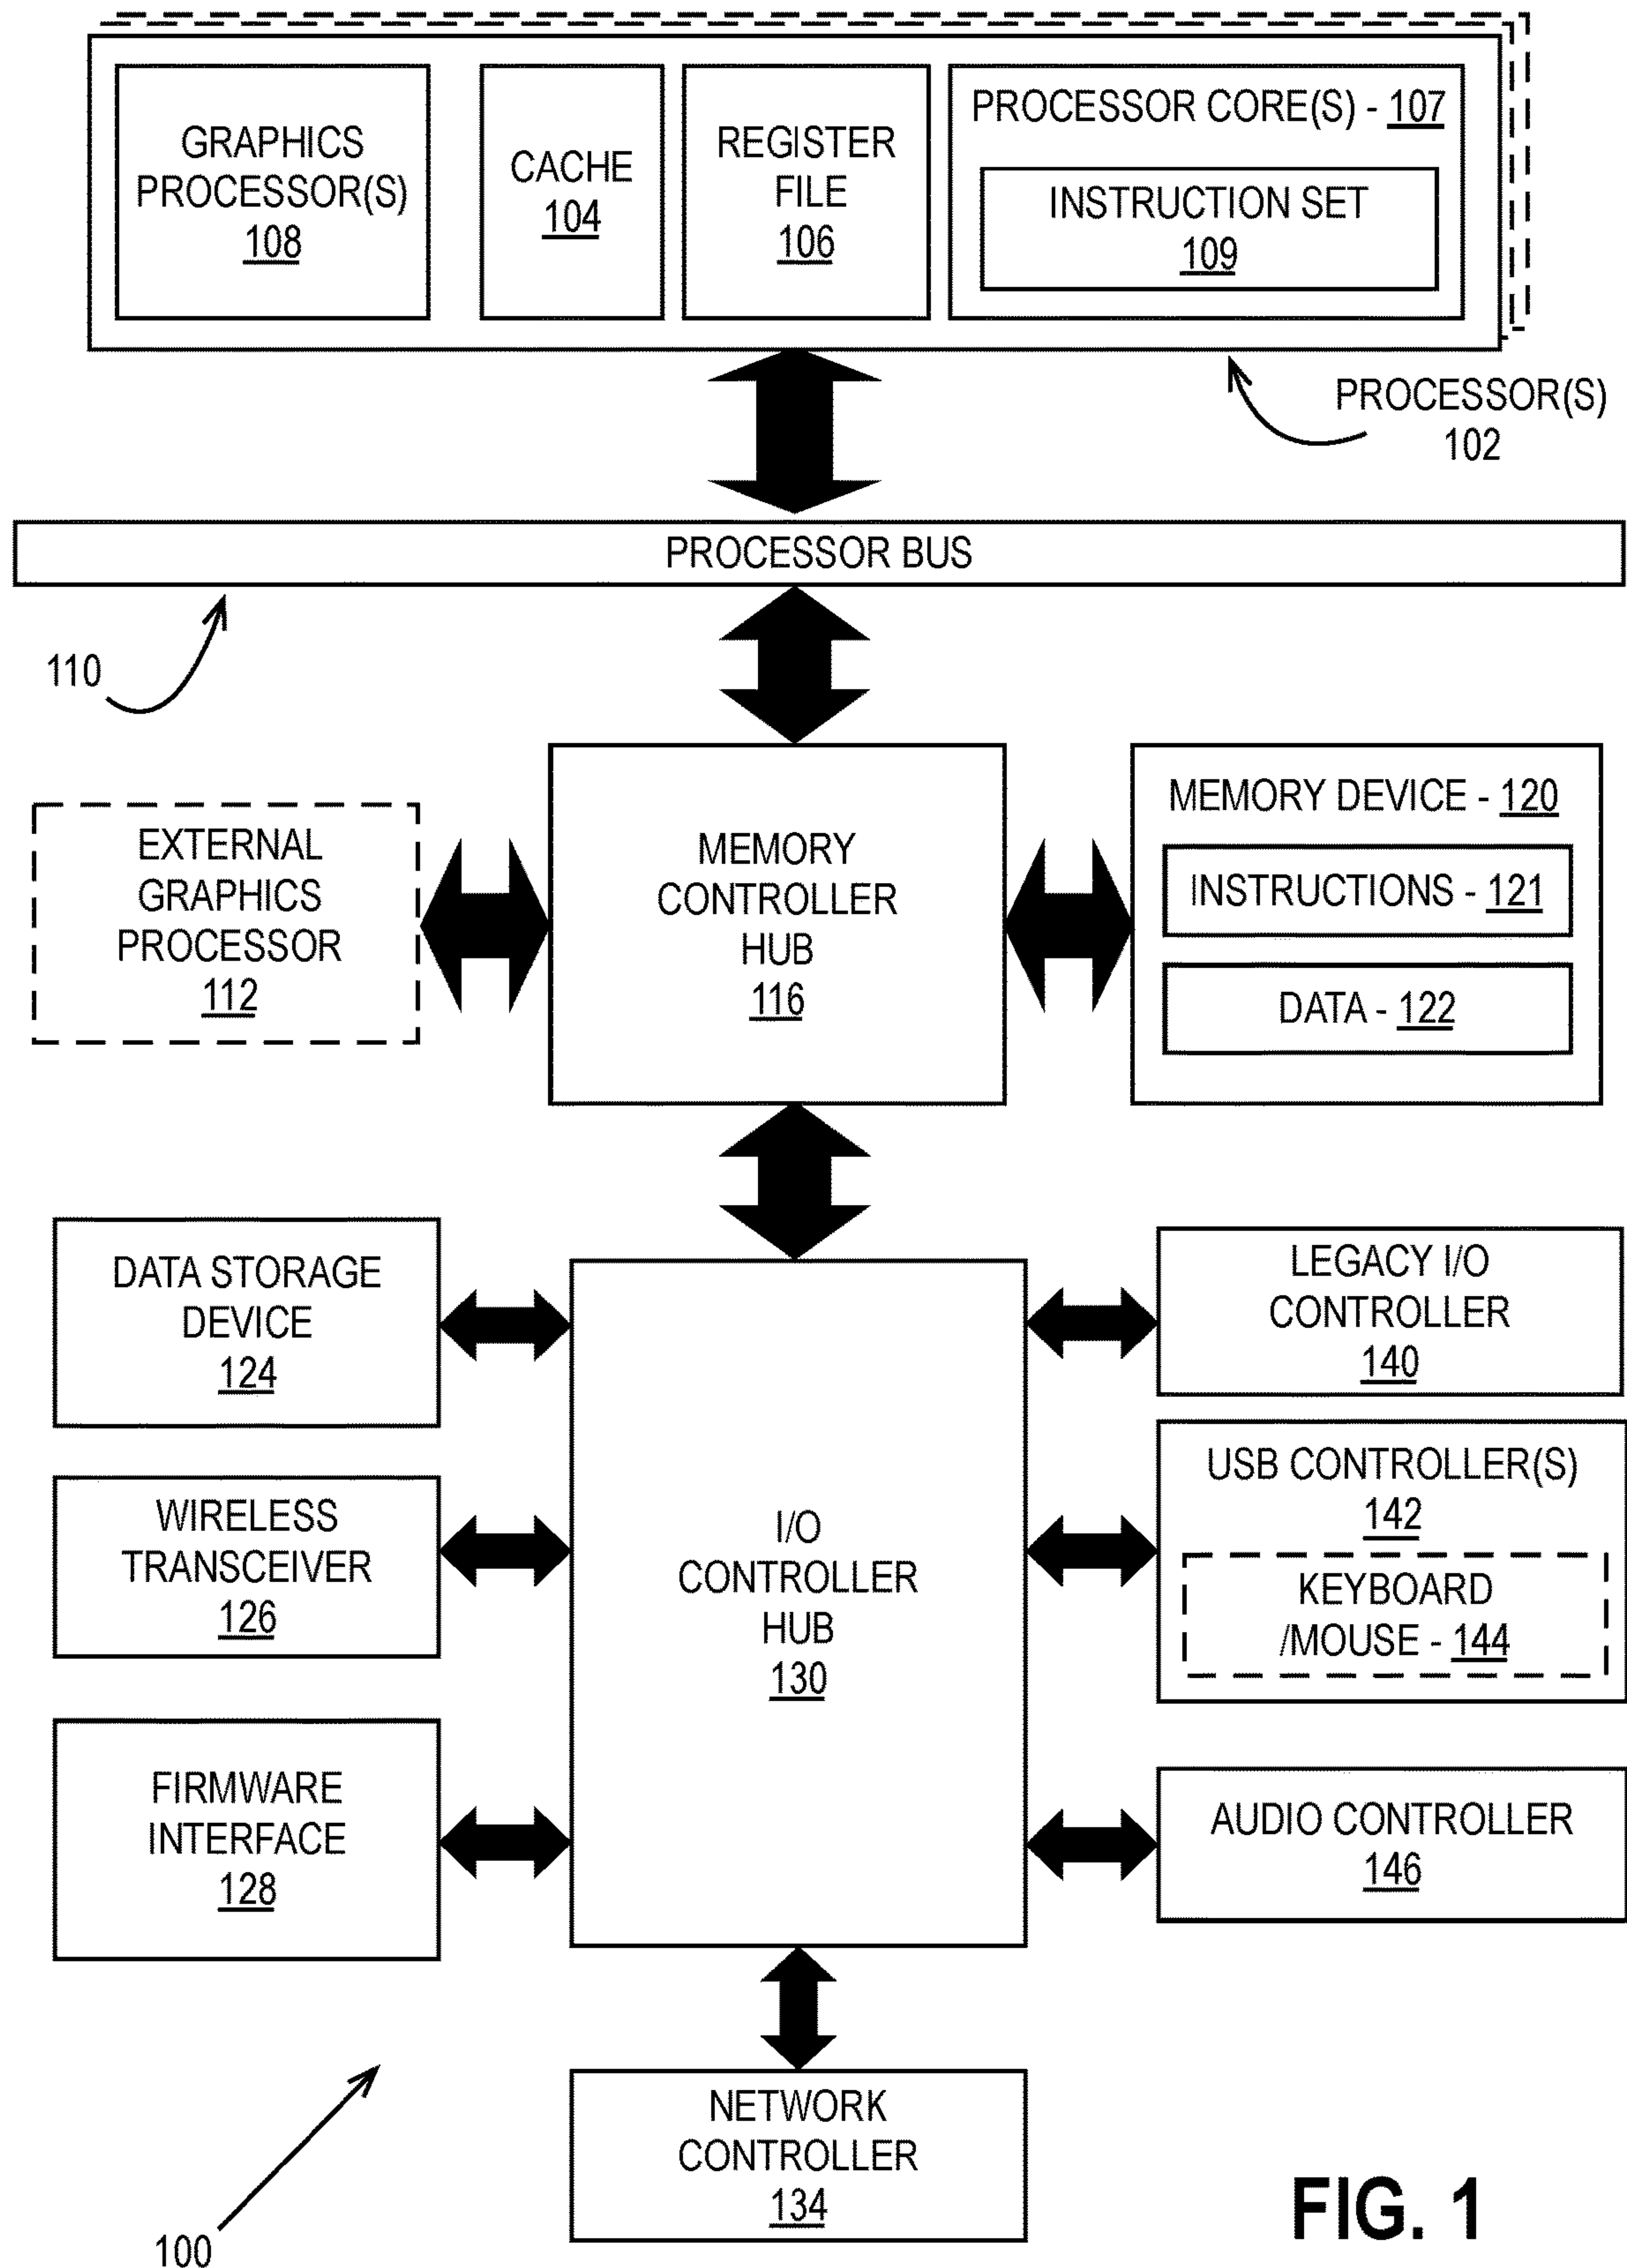 GRAPHICS
PROCESSOR(S)
108
CACHE
104
REGISTER
FILE
106
PROCESSOR CORE(S) - 107
INSTRUCTION SET
109
PROCESSOR(S)
102
PROCESSOR BUS
110
EXTERNAL
GRAPHICS
PROCESSOR
112
MEMORY
CONTROLLER
HUB
116
MEMORY DEVICE - 120
INSTRUCTIONS - 121
DATA - 122
DATA STORAGE
DEVICE
124
WIRELESS
TRANSCEIVER
126
FIRMWARE
INTERFACE
128
I/O
CONTROLLER
HUB
130
LEGACY I/O
CONTROLLER
140
USB CONTROLLER(S)
142
KEYBOARD
/MOUSE - 144
AUDIO CONTROLLER
146
NETWORK
CONTROLLER
134
100
FIG. 1